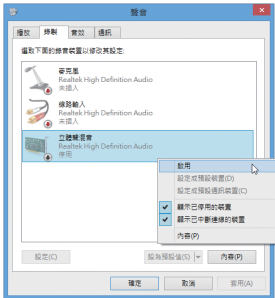 聲音
播放 錄製 音效 通訊
選取下面的錄音裝置以修改其設定:
麥克風
Realtek High Definition Audio
未插入
線路輸入
Realtek High Definition Audio
未插入
立體聲混音
Realtek High Definition Audio
停用
啟用
設定成預設裝置(D)
設定成預設通訊裝置(C)
顯示已停用的裝置
顯示已中斷連線的裝置
內容(P)
設定(C) 設為預設值(S) 內容(P)
確定 取消 套用(A)